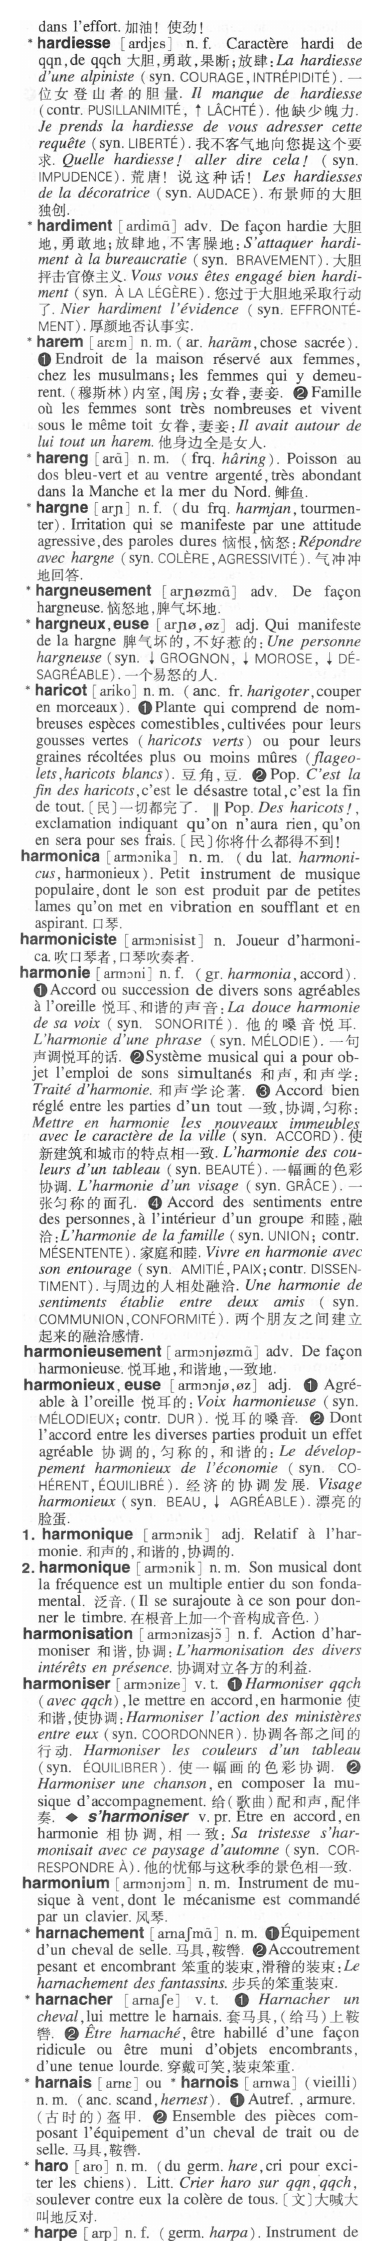 dans l'effort. 加油! 使劲!
* hardiesse [ardjɛs] n. f. Caractère hardi de
qqn, de qqch 大胆,勇敢,果断;放肆: La hardiesse
d'une alpiniste (syn. COURAGE, INTRÉPIDITÉ). 一
位女登山者的胆量. Il manque de hardiesse
(contr. PUSILLANIMITÉ, ↑ LÂCHTÉ). 他缺少魄力.
Je prends la hardiesse de vous adresser cette
requête (syn. LIBERTÉ). 我不客气地向您提这个要
求. Quelle hardiesse! aller dire cela! (syn.
IMPUDENCE). 荒唐! 说这种话! Les hardiesses
de la décoratrice (syn. AUDACE). 布景师的大胆
独创.
* hardiment [ardimɑ̃] adv. De façon hardie 大胆
地,勇敢地;放肆地,不害臊地: S'attaquer hardi-
ment à la bureaucratie (syn. BRAVEMENT). 大胆
抨击官僚主义. Vous vous êtes engagé bien hardi-
ment (syn. À LA LÉGÈRE). 您过于大胆地采取行动
了. Nier hardiment l'évidence (syn. EFFRONTÉ-
MENT). 厚颜地否认事实.
* harem [arɛm] n. m. (ar. harām, chose sacrée).
❶ Endroit de la maison réservé aux femmes,
chez les musulmans; les femmes qui y demeu-
rent. (穆斯林)内室,闺房;女眷,妻妾. ❷ Famille
où les femmes sont très nombreuses et vivent
sous le même toit 女眷,妻妾: Il avait autour de
lui tout un harem. 他身边全是女人.
* hareng [arɑ̃] n. m. (frq. hâring). Poisson au
dos bleu-vert et au ventre argenté, très abondant
dans la Manche et la mer du Nord. 鲱鱼.
* hargne [arɲ] n. f. (du frq. harmjan, tourmen-
ter). Irritation qui se manifeste par une attitude
agressive, des paroles dures 恼恨,恼怒: Répondre
avec hargne (syn. COLÈRE, AGRESSIVITÉ). 气冲冲
地回答.
* hargneusement [arɲøzmɑ̃] adv. De façon
hargneuse. 恼怒地,脾气坏地.
* hargneux, euse [arɲø, øz] adj. Qui manifeste
de la hargne 脾气坏的,不好惹的: Une personne
hargneuse (syn. ↓ GROGNON, ↓ MOROSE, ↓ DÉ-
SAGRÉABLE). 一个易怒的人.
* haricot [ariko] n. m. (anc. fr. harigoter, couper
en morceaux). ❶ Plante qui comprend de nom-
breuses espèces comestibles, cultivées pour leurs
gousses vertes (haricots verts) ou pour leurs
graines récoltées plus ou moins mûres (flageo-
lets, haricots blancs). 豆角,豆. ❷ Pop. C'est la
fin des haricots, c'est le désastre total, c'est la fin
de tout. [民]一切都完了. ‖ Pop. Des haricots!,
exclamation indiquant qu'on n'aura rien, qu'on
en sera pour ses frais. [民]你将什么都得不到!
harmonica [armɔnika] n. m. (du lat. harmoni-
cus, harmonieux). Petit instrument de musique
populaire, dont le son est produit par de petites
lames qu'on met en vibration en soufflant et en
aspirant. 口琴.
harmoniciste [armɔnisist] n. Joueur d'harmoni-
ca. 吹口琴者,口琴吹奏者.
harmonie [armɔni] n. f. (gr. harmonia, accord).
❶ Accord ou succession de divers sons agréables
à l'oreille 悦耳、和谐的声音: La douce harmonie
de sa voix (syn. SONORITÉ). 他的嗓音悦耳.
L'harmonie d'une phrase (syn. MÉLODIE). 一句
声调悦耳的话. ❷ Système musical qui a pour ob-
jet l'emploi de sons simultanés 和声,和声学:
Traité d'harmonie. 和声学论著. ❸ Accord bien
réglé entre les parties d'un tout 一致,协调,匀称:
Mettre en harmonie les nouveaux immeubles
avec le caractère de la ville (syn. ACCORD). 使
新建筑和城市的特点相一致. L'harmonie des cou-
leurs d'un tableau (syn. BEAUTÉ). 一幅画的色彩
协调. L'harmonie d'un visage (syn. GRÂCE). 一
张匀称的面孔. ❹ Accord des sentiments entre
des personnes, à l'intérieur d'un groupe 和睦,融
洽: L'harmonie de la famille (syn. UNION; contr.
MÉSENTENTE). 家庭和睦. Vivre en harmonie avec
son entourage (syn. AMITIÉ, PAIX; contr. DISSEN-
TIMENT). 与周边的人相处融洽. Une harmonie de
sentiments établie entre deux amis (syn.
COMMUNION, CONFORMITÉ). 两个朋友之间建立
起来的融洽感情.
harmonieusement [armɔnjøzmɑ̃] adv. De façon
harmonieuse. 悦耳地,和谐地,一致地.
harmonieux, euse [armɔnjø, øz] adj. ❶ Agré-
able à l'oreille 悦耳的: Voix harmonieuse (syn.
MÉLODIEUX; contr. DUR). 悦耳的嗓音. ❷ Dont
l'accord entre les diverses parties produit un effet
agréable 协调的,匀称的,和谐的: Le dévelop-
pement harmonieux de l'économie (syn. CO-
HÉRENT, ÉQUILIBRÉ). 经济的协调发展. Visage
harmonieux (syn. BEAU, ↓ AGRÉABLE). 漂亮的
脸蛋.
1. harmonique [armɔnik] adj. Relatif à l'har-
monie. 和声的,和谐的,协调的.
2. harmonique [armɔnik] n. m. Son musical dont
la fréquence est un multiple entier du son fonda-
mental. 泛音. (Il se surajoute à ce son pour don-
ner le timbre. 在根音上加一个音构成音色.)
harmonisation [armɔnizasjɔ̃] n. f. Action d'har-
moniser 和谐,协调: L'harmonisation des divers
intérêts en présence. 协调对立各方的利益.
harmoniser [armɔnize] v. t. ❶ Harmoniser qqch
(avec qqch), le mettre en accord, en harmonie 使
和谐,使协调: Harmoniser l'action des ministères
entre eux (syn. COORDONNER). 协调各部之间的
行动. Harmoniser les couleurs d'un tableau
(syn. ÉQUILIBRER). 使一幅画的色彩协调. ❷
Harmoniser une chanson, en composer la mu-
sique d'accompagnement. 给(歌曲)配和声,配伴
奏. ◆ s'harmoniser v. pr. Être en accord, en
harmonie 相协调,相一致: Sa tristesse s'har-
monisait avec ce paysage d'automne (syn. COR-
RESPONDRE À). 他的忧郁与这秋季的景色相一致.
harmonium [armɔnjɔm] n. m. Instrument de mu-
sique à vent, dont le mécanisme est commandé
par un clavier. 风琴.
* harnachement [arnaʃmɑ̃] n. m. ❶ Équipement
d'un cheval de selle. 马具,鞍辔. ❷ Accoutrement
pesant et encombrant 笨重的装束,滑稽的装束: Le
harnachement des fantassins. 步兵的笨重装束.
* harnacher [arnaʃe] v. t. ❶ Harnacher un
cheval, lui mettre le harnais. 套马具,(给马)上鞍
辔. ❷ Être harnaché, être habillé d'une façon
ridicule ou être muni d'objets encombrants,
d'une tenue lourde. 穿戴可笑,装束笨重.
* harnais [arnɛ] ou * harnois [arnwa] (vieilli)
n. m. (anc. scand, hernest). ❶ Autref., armure.
(古时的)盔甲. ❷ Ensemble des pièces com-
posant l'équipement d'un cheval de trait ou de
selle. 马具,鞍辔.
* haro [aro] n. m. (du germ. hare, cri pour exci-
ter les chiens). Litt. Crier haro sur qqn, qqch,
soulever contre eux la colère de tous. [文]大喊大
叫地反对.
* harpe [arp] n. f. (germ. harpa). Instrument de